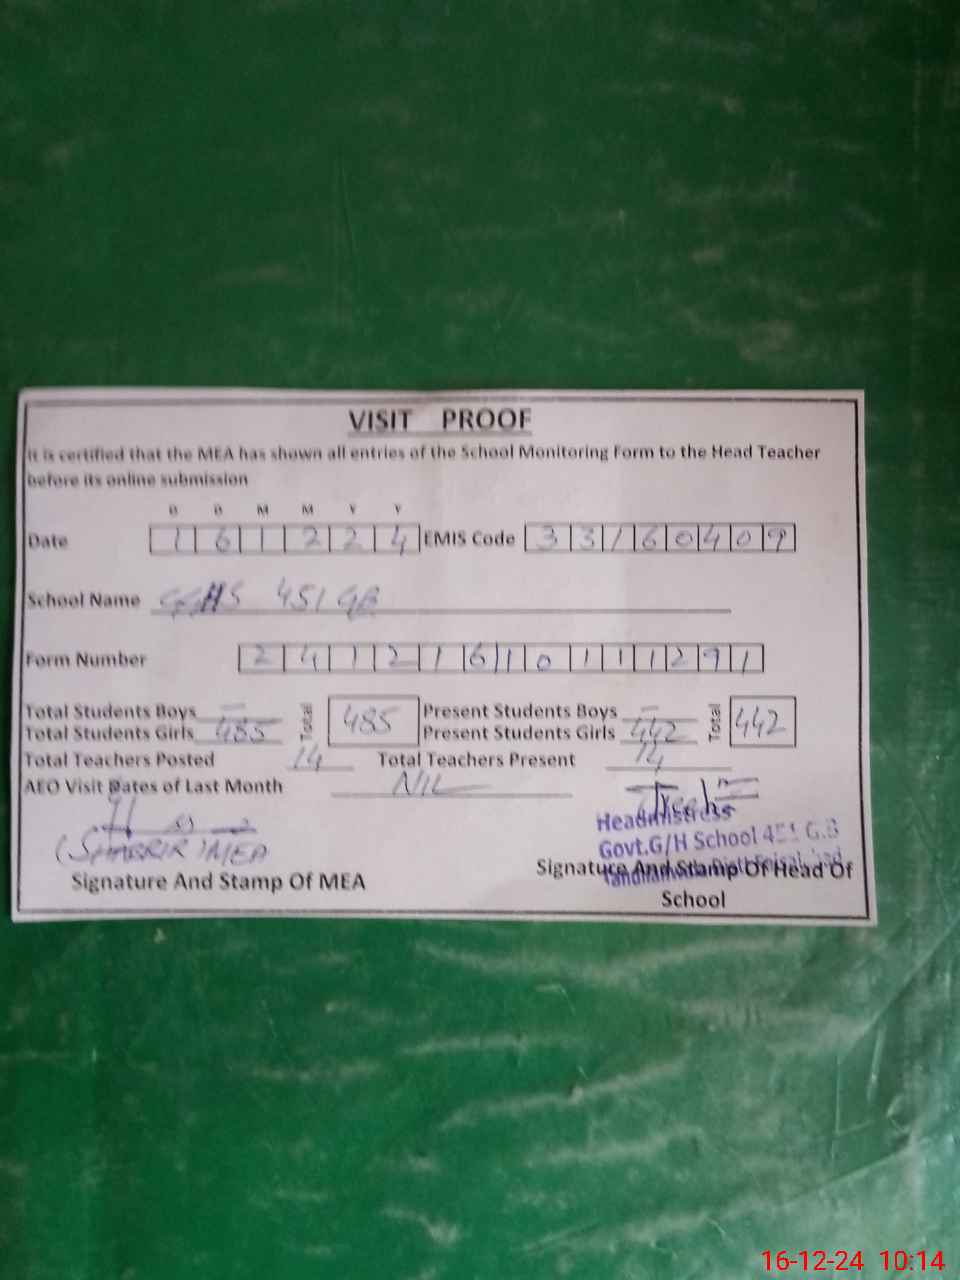 VISIT PROOF
It is certified that the MEA has shown all entries of the School Monitoring Form to the Head Teacher
before its online submission
D D M M Y Y
Date 1 6 1 2 2 4 EMIS Code 3 3 1 6 0 4 0 9
School Name GGHS 451 GB
Form Number 2 4 1 2 1 6 1 0 1 1 1 2 9 1
Total Students Boys — Total 485 Present Students Boys — Total 442
Total Students Girls 485 Present Students Girls 442
Total Teachers Posted 14 Total Teachers Present 14
AEO Visit Dates of Last Month NIL
Headmistress
Govt.G/H School 451 G.B
(SHABBIR) MEA
Signature And Stamp Of MEA Signature And Stamp Of Head Of
School
16-12-24 10:14